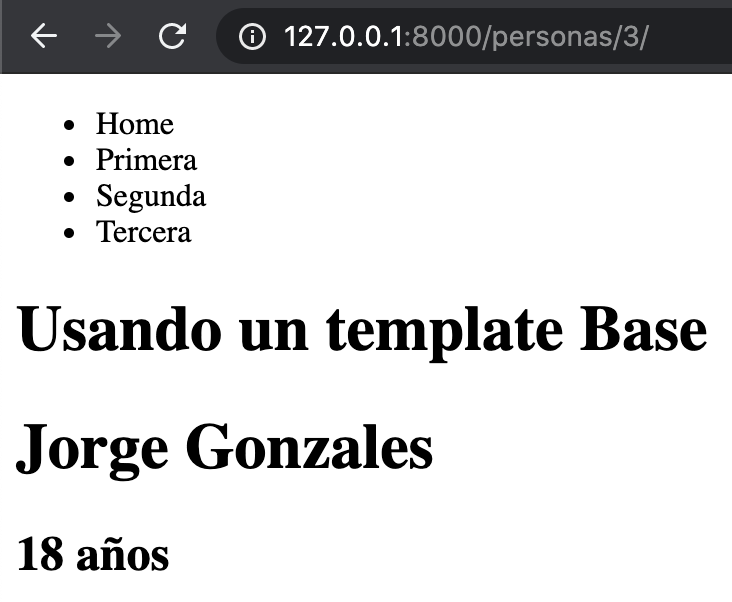 127.0.0.1:8000/personas/3/
Home
Primera
Segunda
Tercera
Usando un template Base
Jorge Gonzales
18 años